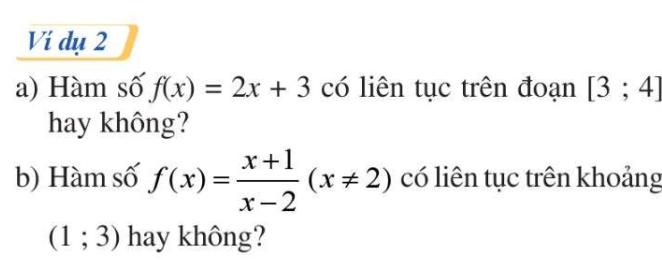 Ví dụ 2
a) Hàm số f(x) = 2x + 3 có liên tục trên đoạn [3 ; 4]
hay không?
b) Hàm số f(x) = \frac{x+1}{x-2} (x ≠ 2) có liên tục trên khoảng
(1 ; 3) hay không?